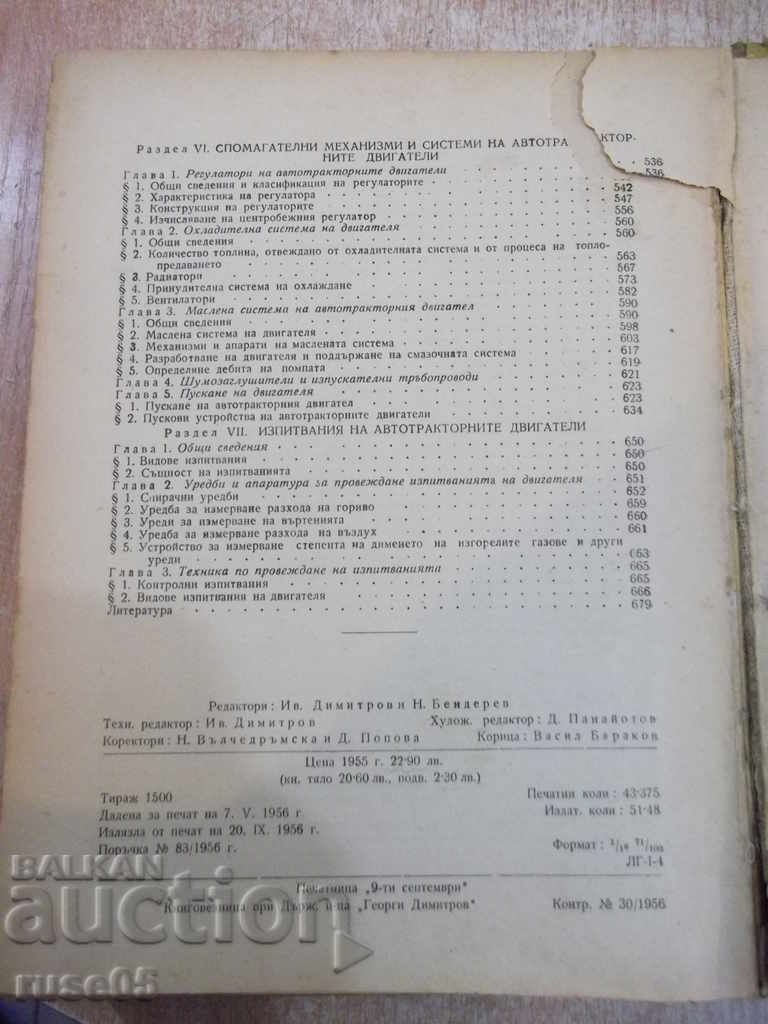 Раздел VI. СПОМАГАТЕЛНИ МЕХАНИЗМИ И СИСТЕМИ НА АВТОТРА КТОР-
НИТЕ ДВИГАТЕЛИ 536
Глава 1. Регулатори на автотракторните двигатели 536
§ 1. Общи сведения и класификация на регулаторите
§ 2. Характеристика на регулатора 542
§ 3. Конструкция на регулаторите 547
§ 4. Изчисляване на центробежния регулатор 556
Глава 2. Охладителна система на двигателя 560
§ 1. Общи сведения 560
§ 2. Количество топлина, отвеждано от охладителната система и от процеса на топло-
предаването 563
§ 3. Радиатори 567
§ 4. Принудителна система на охлаждане 573
§ 5. Вентилатори 582
Глава 3. Маслена система на автотракторния двигател 590
§ 1. Общи сведения 590
§ 2. Маслена система на двигателя 598
§ 3. Механизми и апарати на маслената система 603
§ 4. Разработване на двигатели и поддържане на смазочната система 617
§ 5. Определяне дебита на помпата 619
Глава 4. Шумозаглушители и изпускателни тръбопроводи 621
Глава 5. Пускане на двигателя 623
§ 1. Пускане на автотракторния двигател 623
§ 2. Пускови устройства на автотракторните двигатели 634
Раздел VII. ИЗПИТВАНИЯ НА АВТОТРАКТОРНИТЕ ДВИГАТЕЛИ
Глава 1. Общи сведения 650
§ 1. Видове изпитвания 650
§ 2. Същност на изпитванията 650
Глава 2. Уредби и апаратура за провеждане изпитванията на двигателя 651
§ 1. Спирачни уредби 652
§ 2. Уредба за измерване разхода на гориво 659
§ 3. Уреди за измерване на въртенията 660
§ 4. Уредба за измерване разхода на въздух 661
§ 5. Устройство за измерване степента на дименето на изгорелите газове и други
уреди 663
Глава 3. Техника по провеждане на изпитванията 665
§ 1. Контролни изпитвания 665
§ 2. Видове изпитвания на двигателя 666
Литература 679
Редактори: Ив. Димитров и Н. Бендерев
Техн. редактор: Ив. Димитров Худож. редактор: Д. Панайотов
Коректори: Н. Вълчедръмска и Д. Попова Корица: Васил Бараков
Цена 1955 г. 22·90 лв.
(кн. тяло 20·60 лв., подв. 2·30 лв.)
Тираж 1500 Печатни коли: 43·375
Дадена за печат на 7. V. 1956 г. Издат. коли: 51·48
Излязла от печат на 20. IX. 1956 г.
Поръчка № 83/1956 г. Формат: 1/16 71/100
ЛГ-I-4
Печатница „9-ти септември"
Книговезница при Държ. п-ца „Георги Димитров" Контр. № 30/1956
BALKAN
auction
ruse05